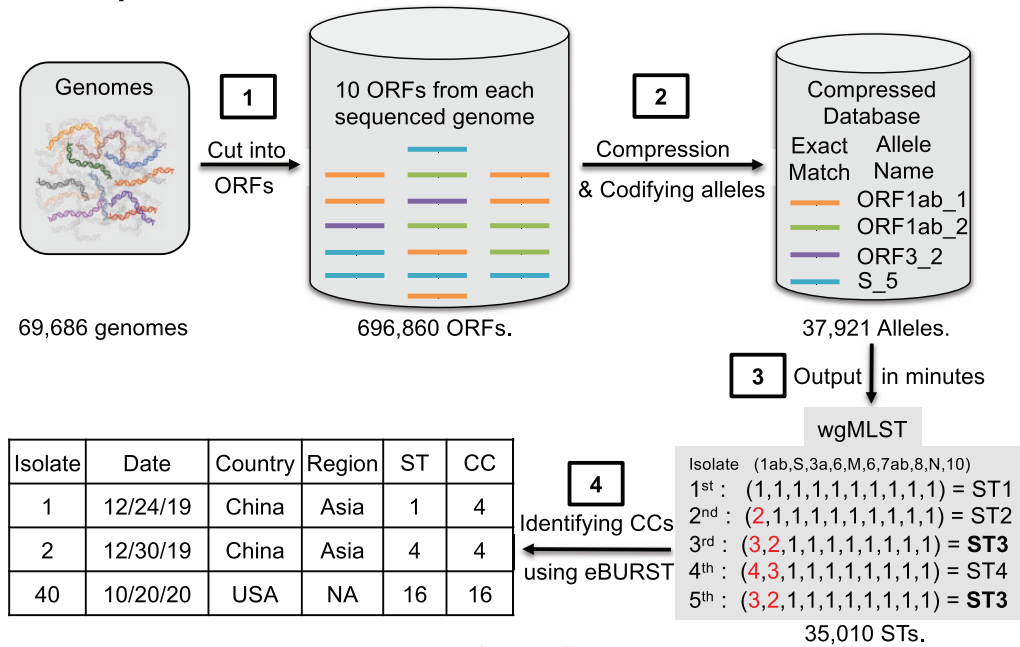 Genomes
69,686 genomes
1
Cut into
ORFs
10 ORFs from each
sequenced genome
696,860 ORFs.
2
Compression
& Codifying alleles
Compressed
Database
Exact Match
Allele Name
ORF1ab_1
ORF1ab_2
ORF3_2
S_5
37,921 Alleles.
3
Output in minutes
wgMLST
Isolate (1ab,S,3a,6,M,6,7ab,8,N,10)
1st : (1,1,1,1,1,1,1,1,1,1) = ST1
2nd : (2,1,1,1,1,1,1,1,1,1) = ST2
3rd : (3,2,1,1,1,1,1,1,1,1) = ST3
4th : (4,3,1,1,1,1,1,1,1,1) = ST4
5th : (3,2,1,1,1,1,1,1,1,1) = ST3
35,010 STs.
4
Identifying CCs
using eBURST
Isolate Date Country Region ST CC
1 12/24/19 China Asia 1 4
2 12/30/19 China Asia 4 4
40 10/20/20 USA NA 16 16